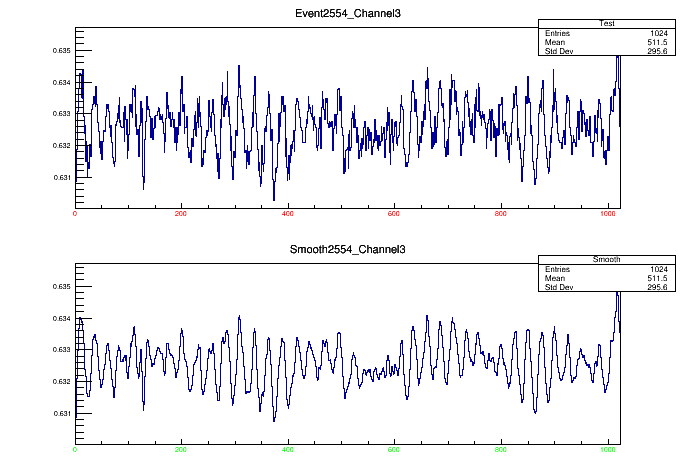 Event2554_Channel3
Test
Entries 1024
Mean 511.5
Std Dev 295.6
0.635
0.634
0.633
0.632
0.631
0 200 400 600 800 1000
Smooth2554_Channel3
Smooth
Entries 1024
Mean 511.5
Std Dev 295.6
0.635
0.634
0.633
0.632
0.631
0 200 400 600 800 1000